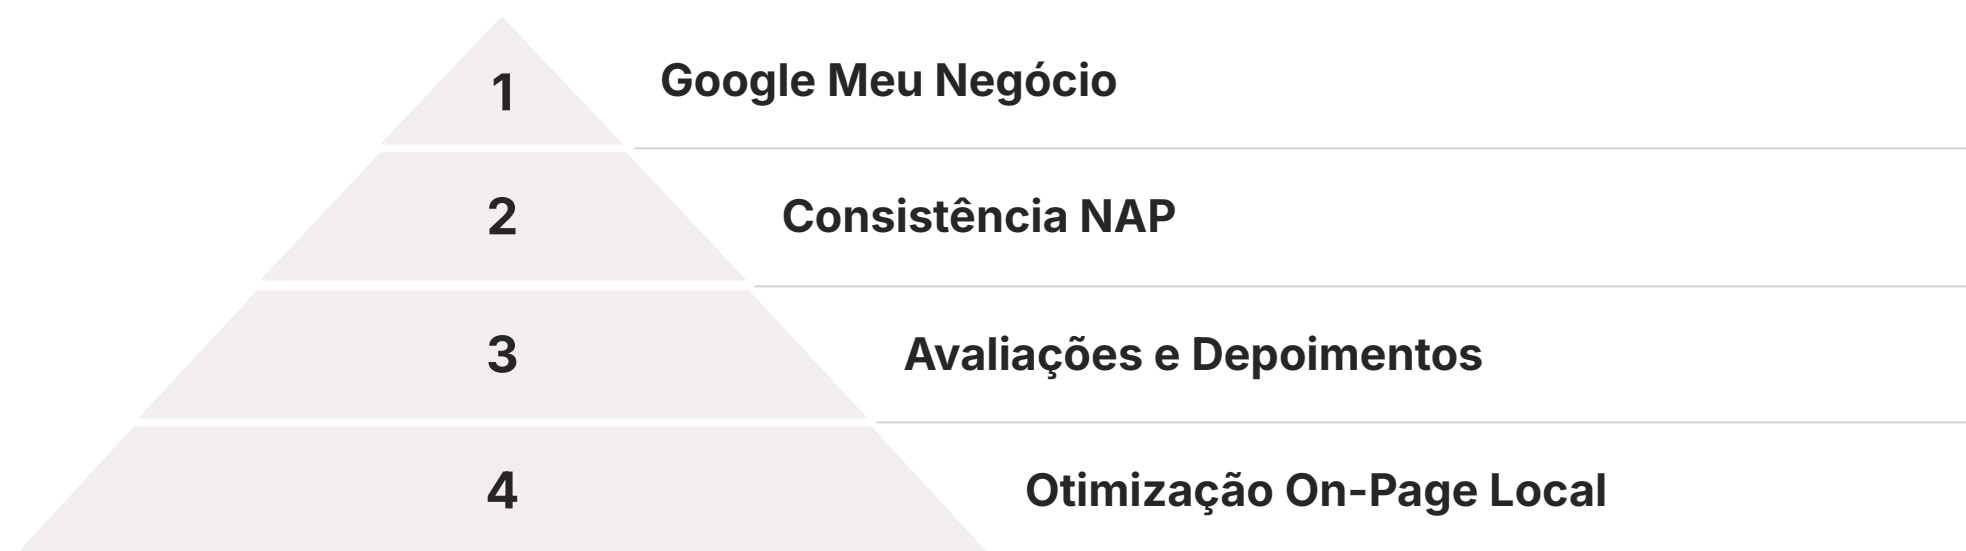 1 Google Meu Negócio
2 Consistência NAP
3 Avaliações e Depoimentos
4 Otimização On-Page Local